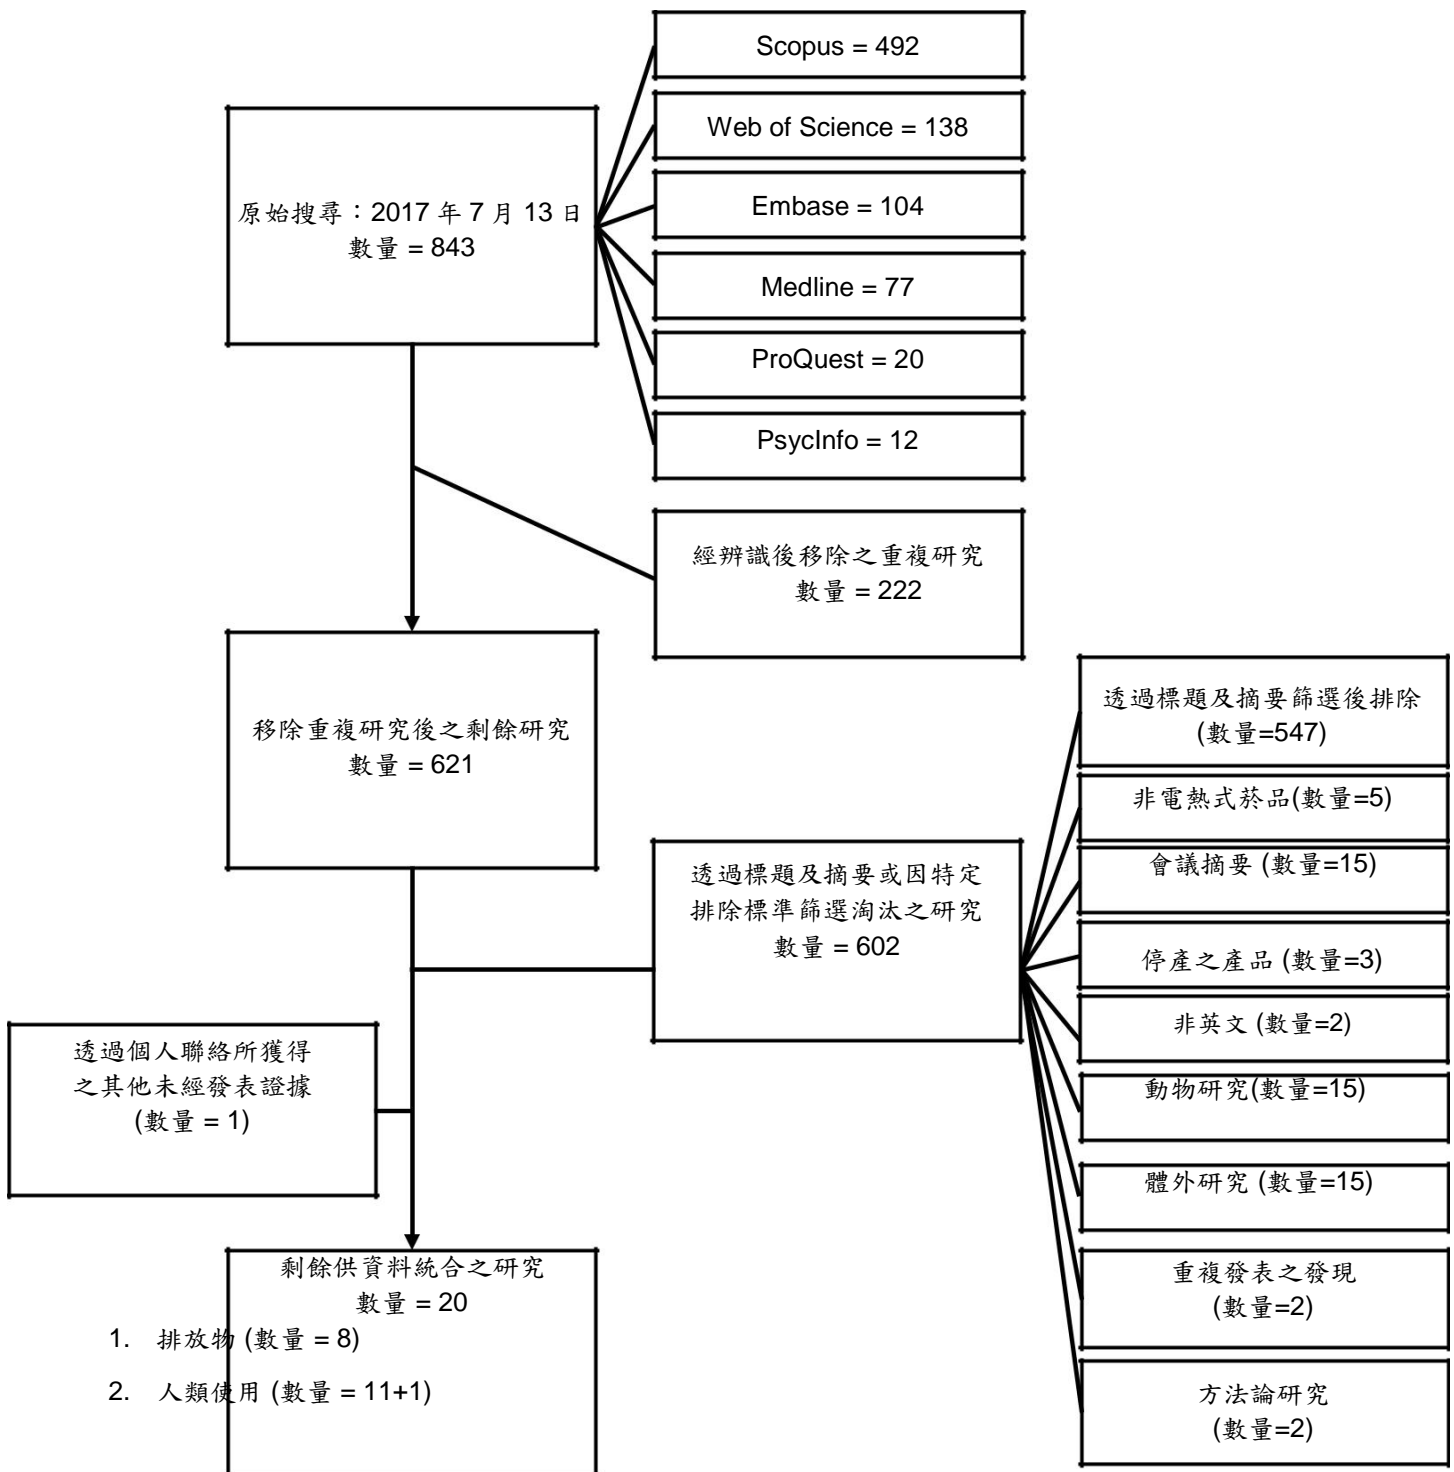 Scopus = 492
Web of Science = 138
Embase = 104
原始搜尋：2017 年 7 月 13 日
數量 = 843
Medline = 77
ProQuest = 20
PsycInfo = 12
經辨識後移除之重複研究
數量 = 222
移除重複研究後之剩餘研究
數量 = 621
透過標題及摘要篩選後排除
(數量=547)
非電熱式菸品(數量=5)
會議摘要 (數量=15)
停產之產品 (數量=3)
非英文 (數量=2)
動物研究(數量=15)
體外研究 (數量=15)
重複發表之發現
(數量=2)
方法論研究
(數量=2)
透過標題及摘要或因特定
排除標準篩選淘汰之研究
數量 = 602
透過個人聯絡所獲得
之其他未經發表證據
(數量 = 1)
剩餘供資料統合之研究
數量 = 20
1. 排放物 (數量 = 8)
2. 人類使用 (數量 = 11+1)